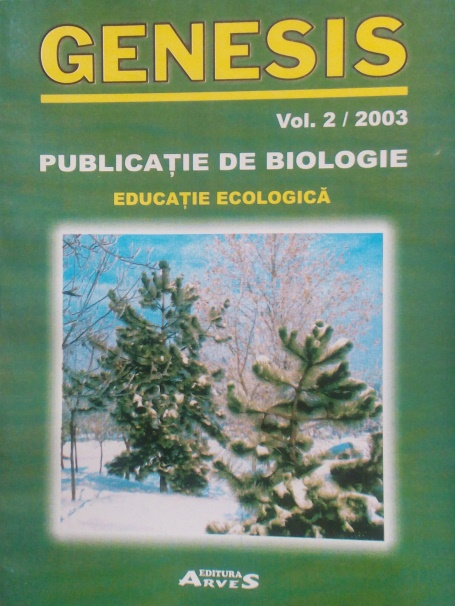 GENESIS
Vol. 2 / 2003
PUBLICAȚIE DE BIOLOGIE
EDUCAȚIE ECOLOGICĂ
EDITURA
ARVES